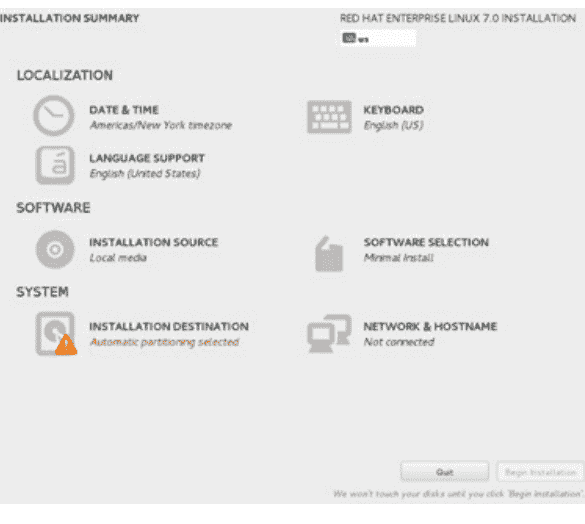 INSTALLATION SUMMARY
RED HAT ENTERPRISE LINUX 7.0 INSTALLATION
us
LOCALIZATION
DATE & TIME
Americas/New York timezone
KEYBOARD
English (US)
LANGUAGE SUPPORT
English (United States)
SOFTWARE
INSTALLATION SOURCE
Local media
SOFTWARE SELECTION
Minimal Install
SYSTEM
INSTALLATION DESTINATION
Automatic partitioning selected
NETWORK & HOSTNAME
Not connected
Quit
Begin Installation
We won't touch your disks until you click 'Begin Installation'.